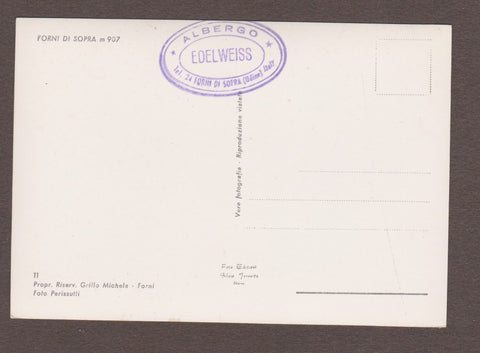 FORNI DI SOPRA m 907
★ ALBERGO ★
EDELWEISS
Tel. 24 FORNI DI SOPRA (Udine) Italy
Vera fotografia - Riproduzione vietata
11
Propr. Riserv. Grillo Michele - Forni
Foto Perissutti